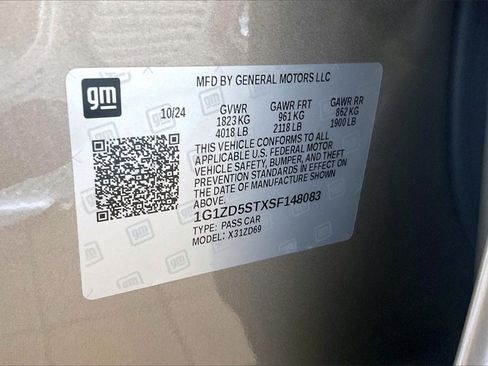 gm
MFD BY GENERAL MOTORS LLC
10/24 GVWR GAWR FRT GAWR RR
1823 KG 961 KG 862 KG
4018 LB 2118 LB 1900 LB
THIS VEHICLE CONFORMS TO ALL
APPLICABLE U.S. FEDERAL MOTOR
VEHICLE SAFETY, BUMPER, AND THEFT
PREVENTION STANDARDS IN EFFECT ON
THE DATE OF MANUFACTURE SHOWN
ABOVE.
1G1ZD5STXSF148083
TYPE: PASS CAR
MODEL: X31ZD69